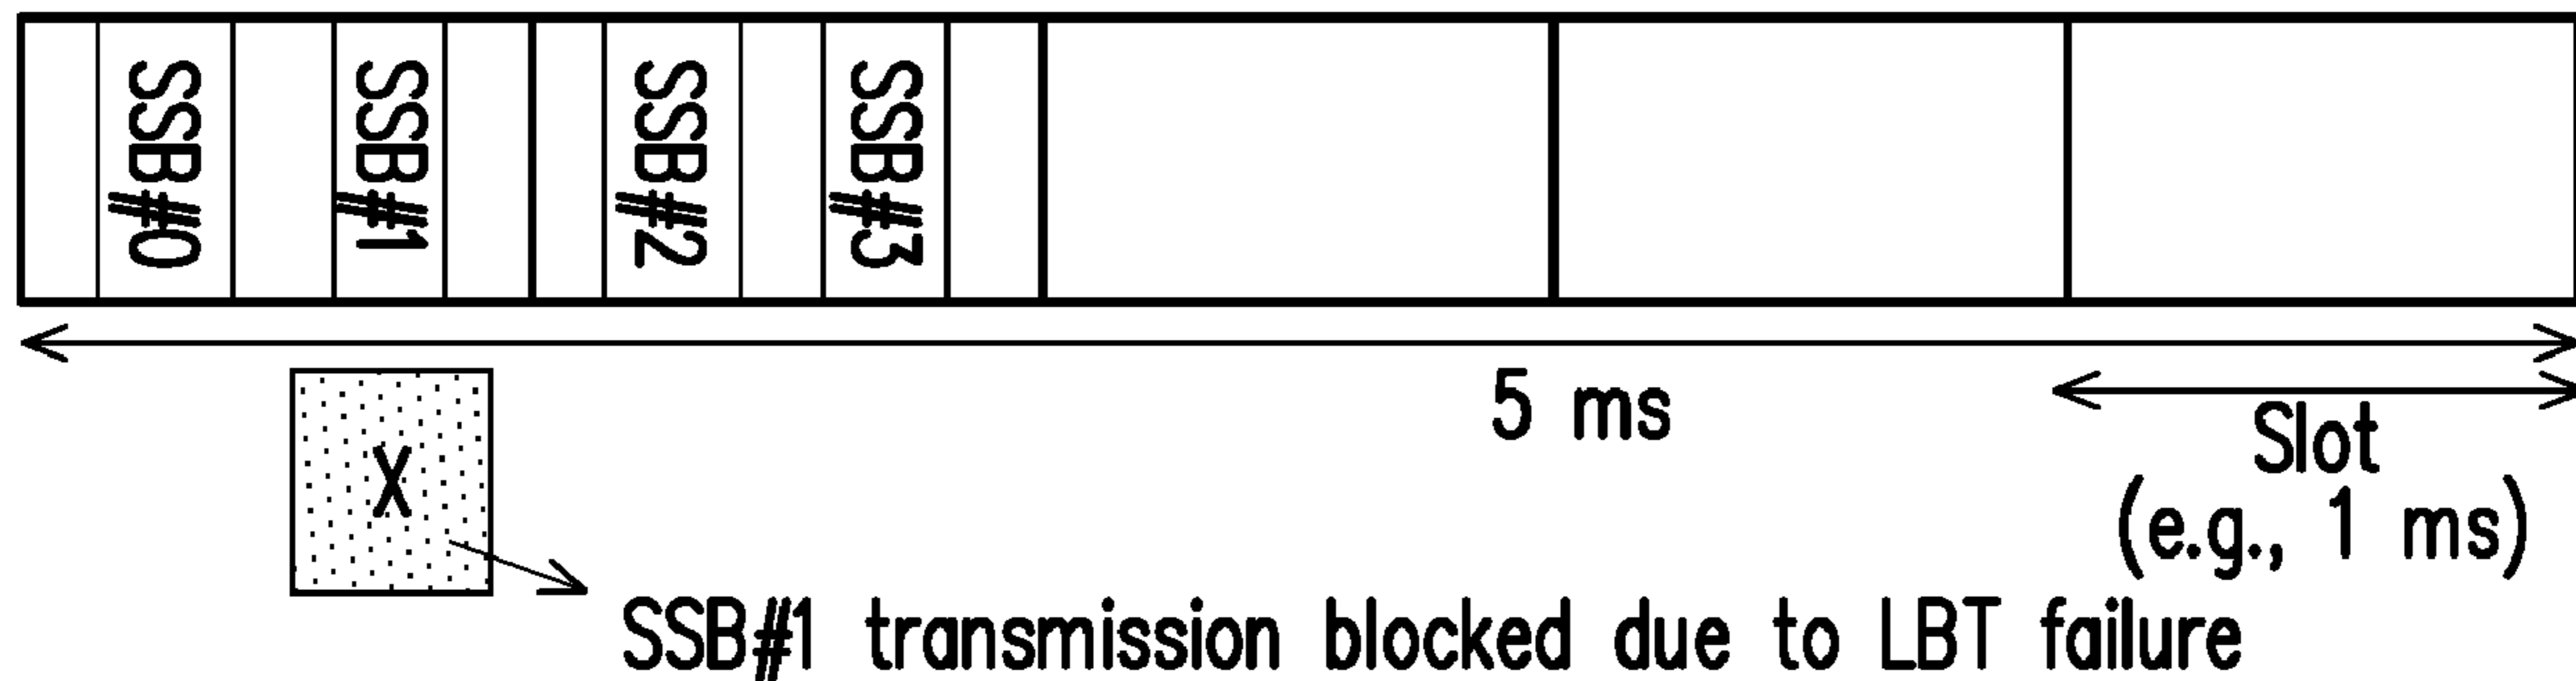 SSB#0
SSB#1
SSB#2
SSB#3
5 ms
Slot
(e.g., 1 ms)
X
SSB#1 transmission blocked due to LBT failure